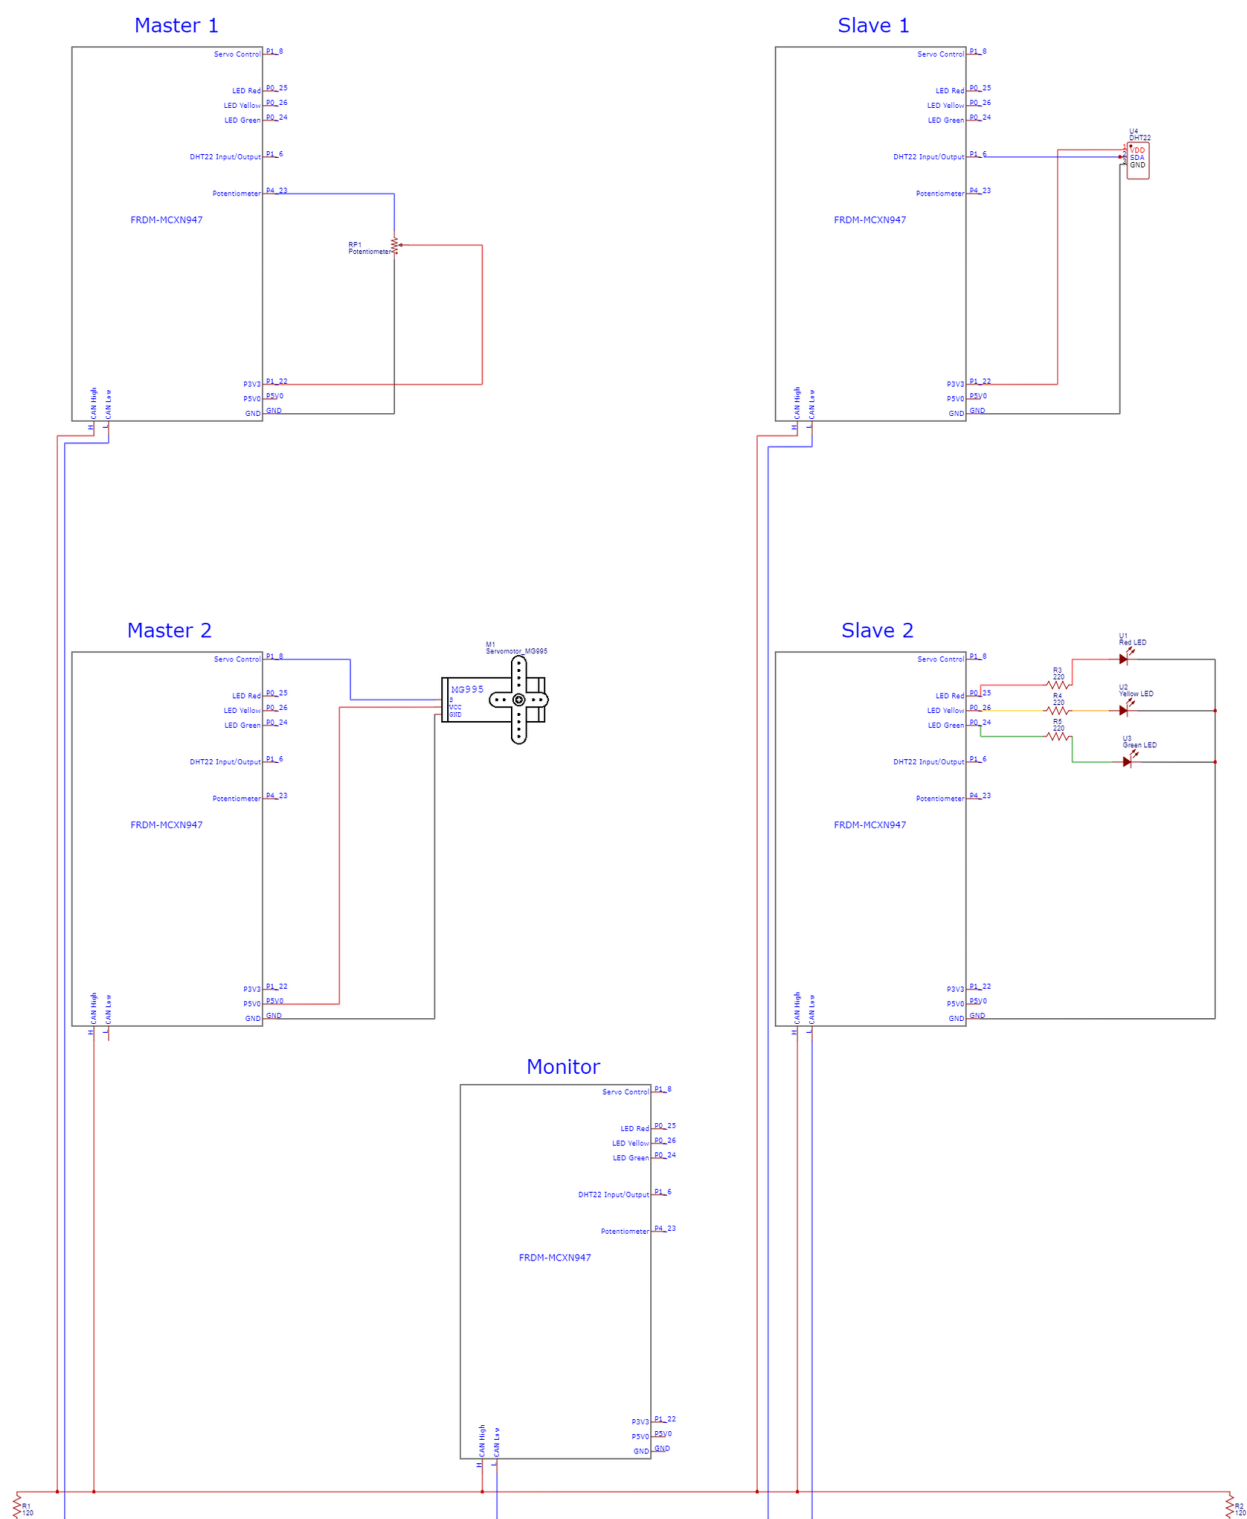 Master 1
Servo Control P1_8
LED Red P0_25
LED Yellow P0_26
LED Green P0_24
DHT22 Input/Output P1_6
Potentiometer P4_23
FRDM-MCXN947
RP1
Potentiometer
P3V3 P1_22
P5V0 P5V0
GND GND
CAN High
CAN Low
H
L
Slave 1
Servo Control P1_8
LED Red P0_25
LED Yellow P0_26
LED Green P0_24
DHT22 Input/Output P1_6
Potentiometer P4_23
FRDM-MCXN947
U4
DHT22
1 VDD
SDA
GND
P3V3 P1_22
P5V0 P5V0
GND GND
CAN High
CAN Low
H
L
Master 2
Servo Control P1_8
LED Red P0_25
LED Yellow P0_26
LED Green P0_24
DHT22 Input/Output P1_6
Potentiometer P4_23
FRDM-MCXN947
M1
Servomotor_MG995
MG995
S
VCC
GND
P3V3 P1_22
P5V0 P5V0
GND GND
CAN High
CAN Low
H
L
Slave 2
Servo Control P1_8
LED Red P0_25
LED Yellow P0_26
LED Green P0_24
DHT22 Input/Output P1_6
Potentiometer P4_23
FRDM-MCXN947
R3
220
R4
220
R5
220
U1
Red LED
U2
Yellow LED
U3
Green LED
P3V3 P1_22
P5V0 P5V0
GND GND
CAN High
CAN Low
H
L
Monitor
Servo Control P1_8
LED Red P0_25
LED Yellow P0_26
LED Green P0_24
DHT22 Input/Output P1_6
Potentiometer P4_23
FRDM-MCXN947
P3V3 P1_22
P5V0 P5V0
GND GND
CAN High
CAN Low
H
L
R1
120
R2
120